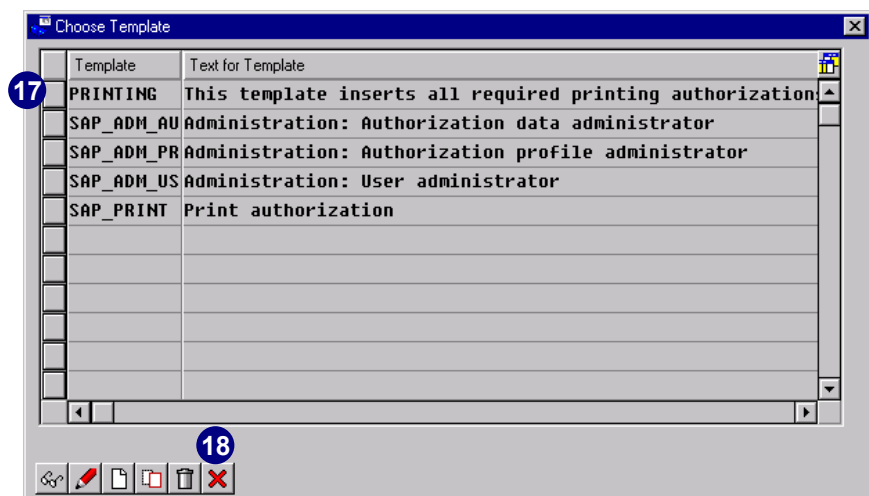 Choose Template
Template Text for Template
17
PRINTING This template inserts all required printing authorization
SAP_ADM_AU Administration: Authorization data administrator
SAP_ADM_PR Administration: Authorization profile administrator
SAP_ADM_US Administration: User administrator
SAP_PRINT Print authorization
18